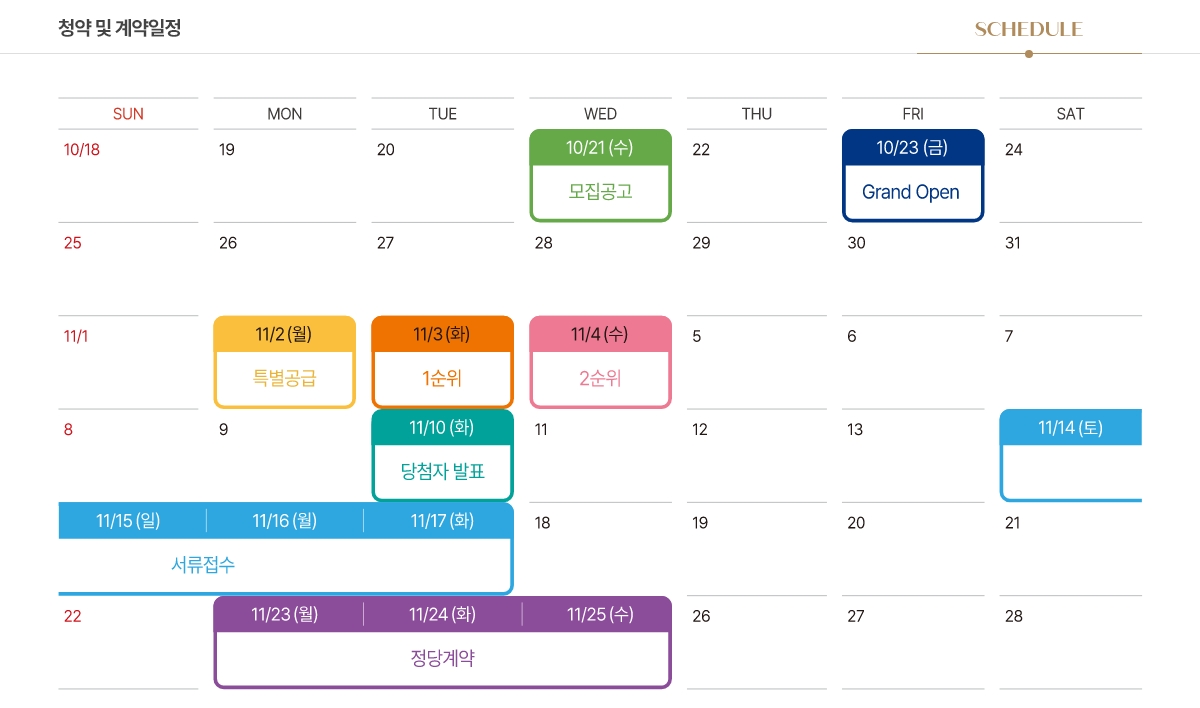 청약 및 계약일정
SCHEDULE
SUN MON TUE WED THU FRI SAT
10/18 19 20 10/21 (수) 22 10/23 (금) 24
모집공고 Grand Open
25 26 27 28 29 30 31
11/1 11/2 (월) 11/3 (화) 11/4 (수) 5 6 7
특별공급 1순위 2순위
8 9 11/10 (화) 11 12 13 11/14 (토)
당첨자 발표
11/15 (일) 11/16 (월) 11/17 (화) 18 19 20 21
서류접수
22 11/23 (월) 11/24 (화) 11/25 (수) 26 27 28
정당계약